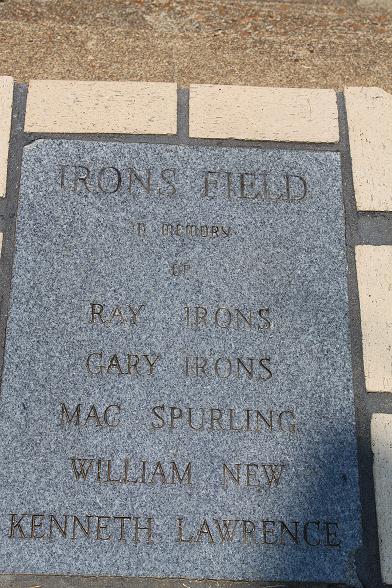 IRONS FIELD
IN MEMORY
OF
RAY IRONS
GARY IRONS
MAC SPURLING
WILLIAM NEW
KENNETH LAWRENCE